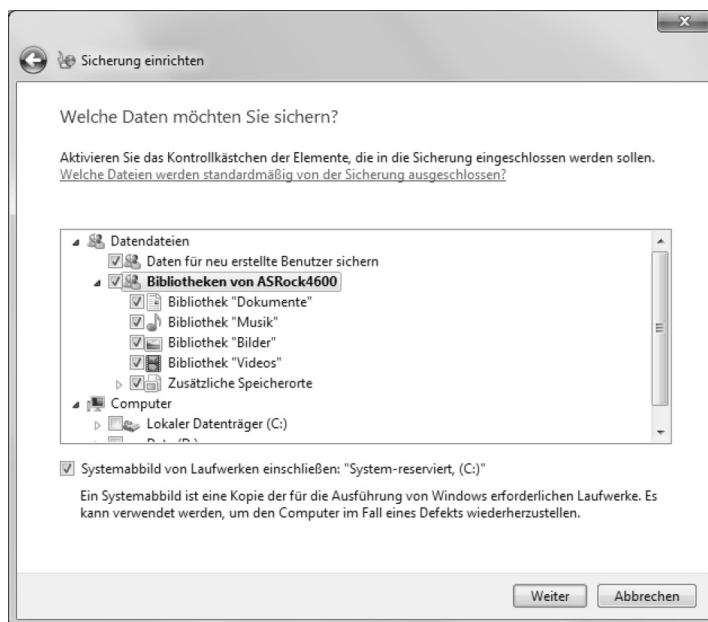 Sicherung einrichten
Welche Daten möchten Sie sichern?
Aktivieren Sie das Kontrollkästchen der Elemente, die in die Sicherung eingeschlossen werden sollen.
Welche Dateien werden standardmäßig von der Sicherung ausgeschlossen?
Datendateien
Daten für neu erstellte Benutzer sichern
Bibliotheken von ASRock4600
Bibliothek "Dokumente"
Bibliothek "Musik"
Bibliothek "Bilder"
Bibliothek "Videos"
Zusätzliche Speicherorte
Computer
Lokaler Datenträger (C:)
Systemabbild von Laufwerken einschließen: "System-reserviert, (C:)"
Ein Systemabbild ist eine Kopie der für die Ausführung von Windows erforderlichen Laufwerke. Es
kann verwendet werden, um den Computer im Fall eines Defekts wiederherzustellen.
Weiter
Abbrechen